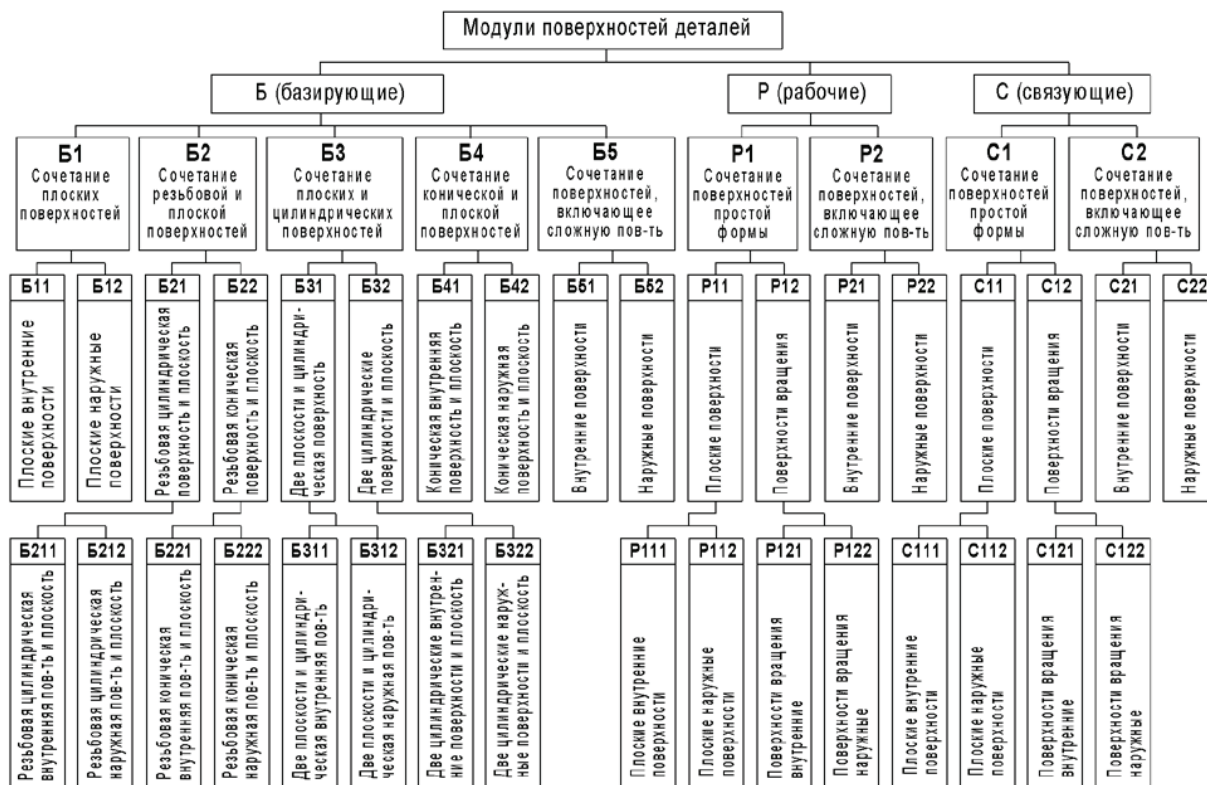 Модули поверхностей деталей
Б (базирующие)
Р (рабочие)
С (связующие)
Б1
Сочетание
плоских
поверхностей
Б2
Сочетание
резьбовой и
плоской
поверхностей
Б3
Сочетание
плоских и
цилиндрических
поверхностей
Б4
Сочетание
конической и
плоской
поверхностей
Б5
Сочетание
поверхностей,
включающее
сложную пов-ть
Р1
Сочетание
поверхностей
простой
формы
Р2
Сочетание
поверхностей,
включающее
сложную пов-ть
С1
Сочетание
поверхностей
простой
формы
С2
Сочетание
поверхностей,
включающее
сложную пов-ть
Б11
Плоские внутренние
поверхности
Б12
Плоские наружные
поверхности
Б21
Резьбовая цилиндрическая
поверхность и плоскость
Б22
Резьбовая коническая
поверхность и плоскость
Б31
Две плоскости и цилиндри-
ческая поверхность
Б32
Две цилиндрические
поверхности и плоскость
Б41
Коническая внутренняя
поверхность и плоскость
Б42
Коническая наружная
поверхность и плоскость
Б51
Внутренние поверхности
Б52
Наружные поверхности
Р11
Плоские поверхности
Р12
Поверхности вращения
Р21
Внутренние поверхности
Р22
Наружные поверхности
С11
Плоские поверхности
С12
Поверхности вращения
С21
Внутренние поверхности
С22
Наружные поверхности
Б211
Резьбовая цилиндрическая
внутренняя пов-ть и плоскость
Б212
Резьбовая цилиндрическая
наружная пов-ть и плоскость
Б221
Резьбовая коническая
внутренняя пов-ть и плоскость
Б222
Резьбовая коническая
наружная пов-ть и плоскость
Б311
Две плоскости и цилиндри-
ческая внутренняя пов-ть
Б312
Две плоскости и цилиндри-
ческая наружная пов-ть
Б321
Две цилиндрические внутрен-
ние поверхности и плоскость
Б322
Две цилиндрические наруж-
ные поверхности и плоскость
Р111
Плоские внутренние
поверхности
Р112
Плоские наружные
поверхности
Р121
Поверхности вращения
внутренние
Р122
Поверхности вращения
наружные
С111
Плоские внутренние
поверхности
С112
Плоские наружные
поверхности
С121
Поверхности вращения
внутренние
С122
Поверхности вращения
наружные